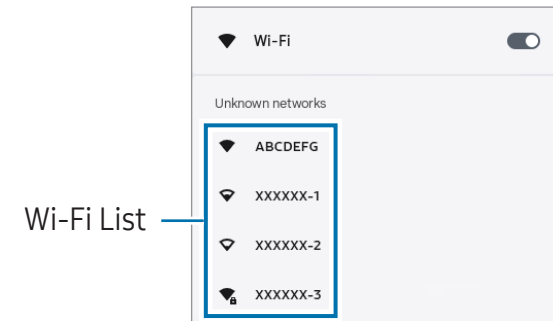 Wi-Fi
Unknown networks
ABCDEFG
XXXXXX-1
Wi-Fi List
XXXXXX-2
XXXXXX-3